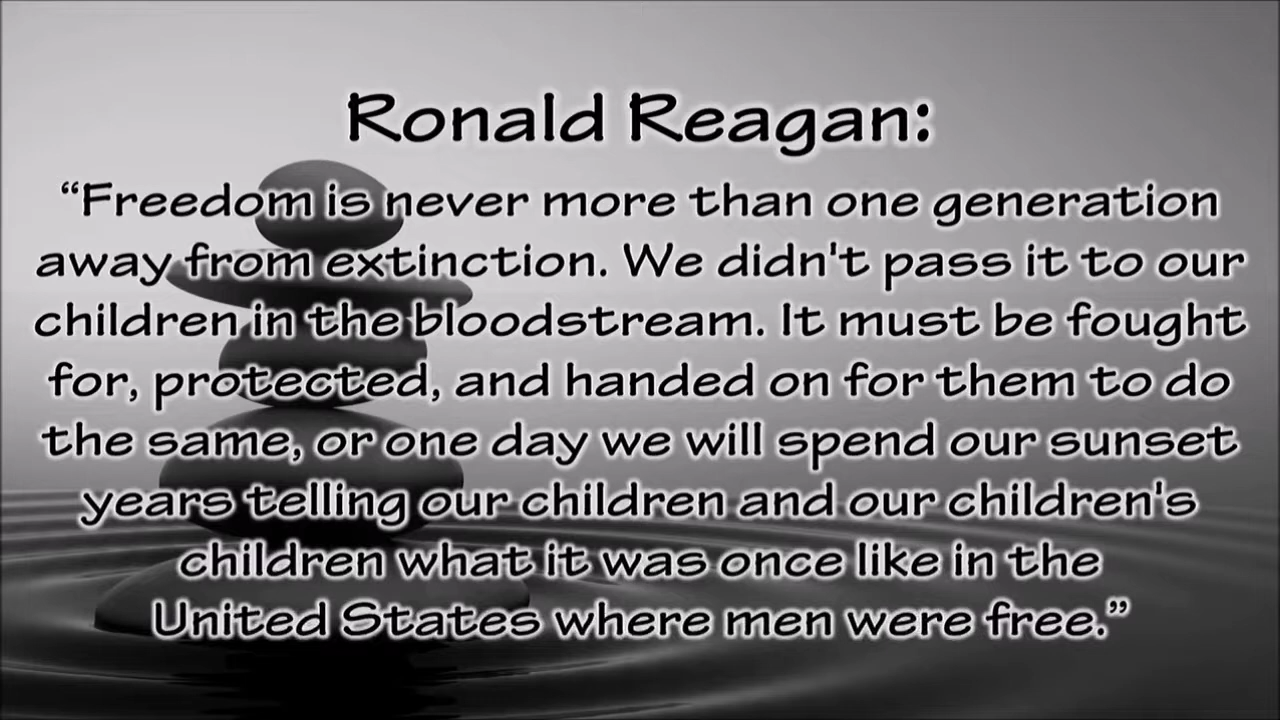 Ronald Reagan:
“Freedom is never more than one generation
away from extinction. We didn't pass it to our
children in the bloodstream. It must be fought
for, protected, and handed on for them to do
the same, or one day we will spend our sunset
years telling our children and our children's
children what it was once like in the
United States where men were free.”